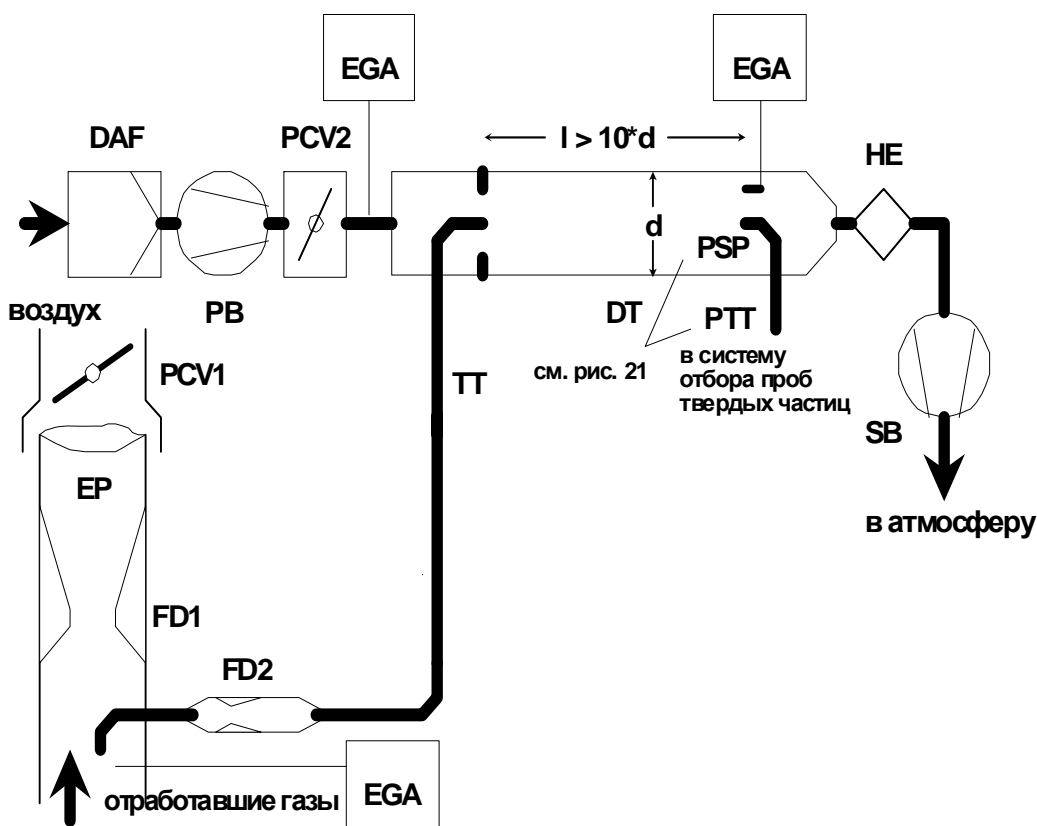 EGA
EGA
DAF
PCV2
l > 10*d
HE
d
PSP
воздух
PB
DT
PTT
PCV1
TT
см. рис. 21
в систему
отбора проб
твердых частиц
SB
EP
в атмосферу
FD1
FD2
отработавшие газы
EGA